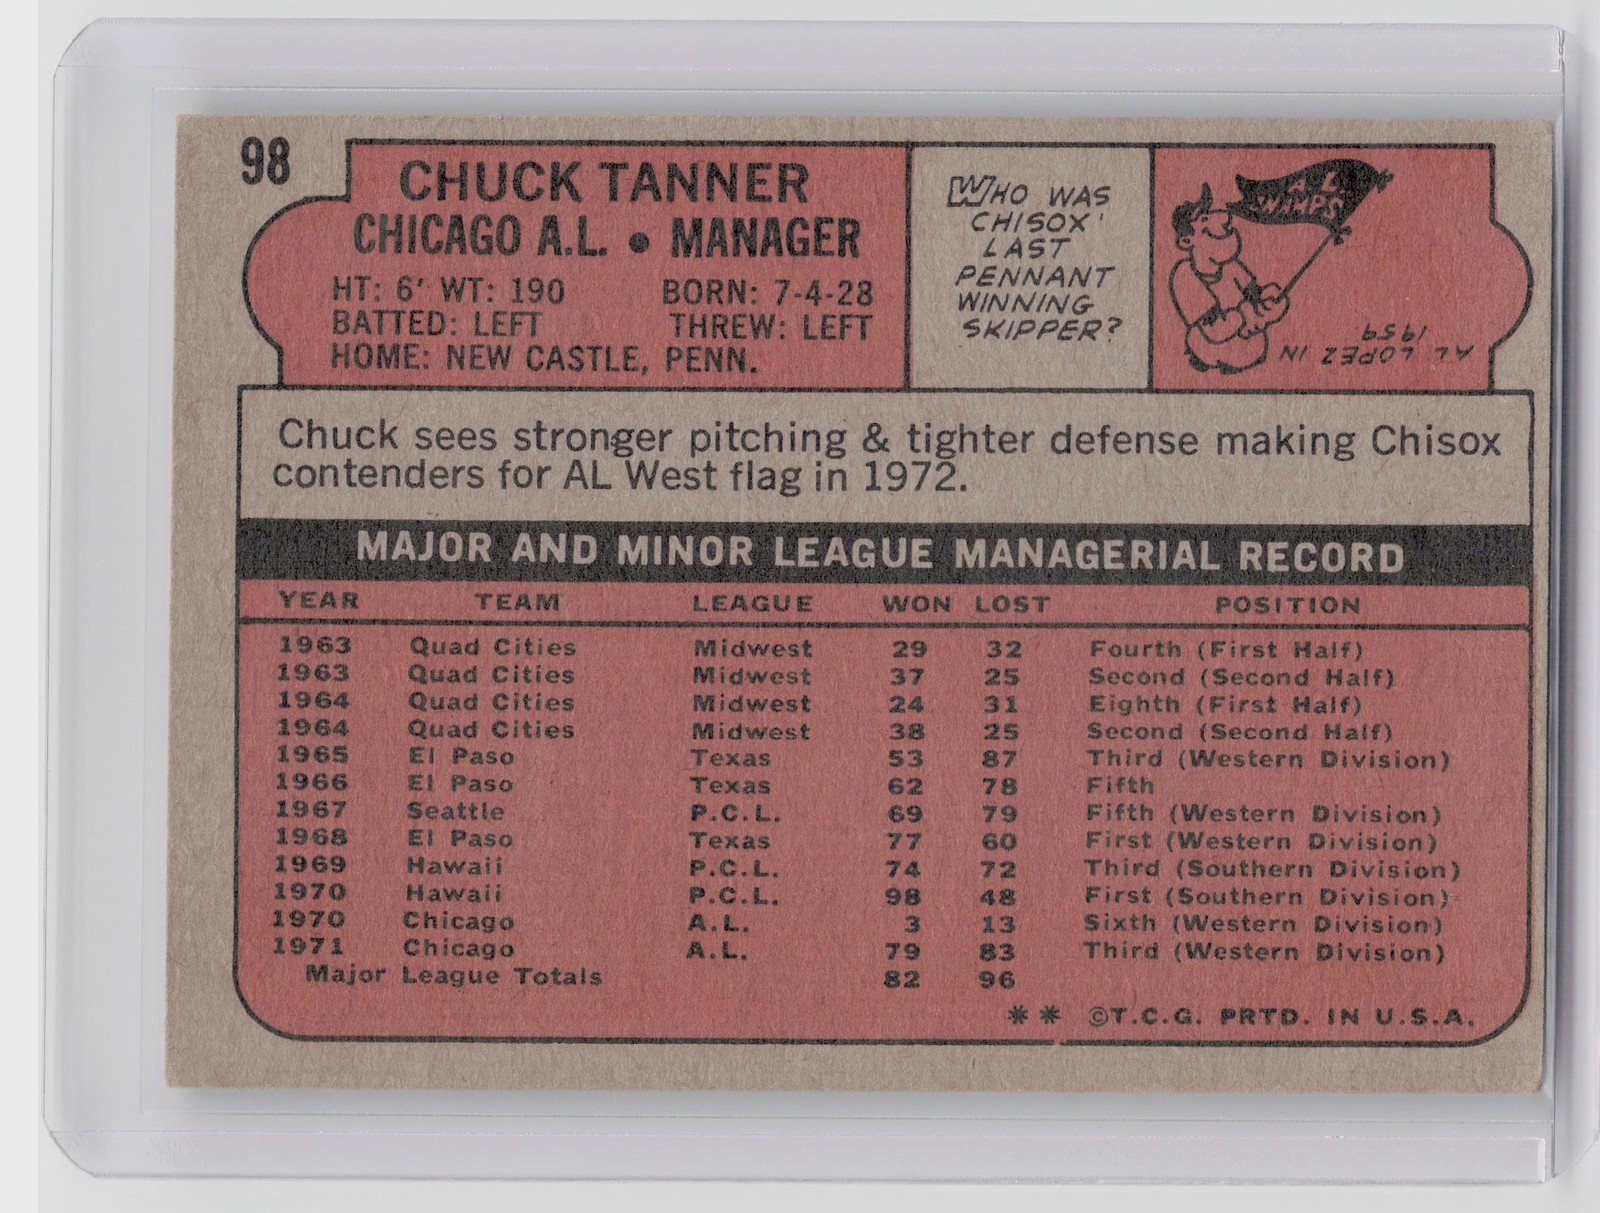 98
CHUCK TANNER
CHICAGO A.L. • MANAGER
HT: 6' WT: 190 BORN: 7-4-28
BATTED: LEFT THREW: LEFT
HOME: NEW CASTLE, PENN.
WHO WAS
CHISOX'
LAST
PENNANT
WINNING
SKIPPER?
A.L.
CHAMPS
AL LOPEZ IN
1959
Chuck sees stronger pitching & tighter defense making Chisox
contenders for AL West flag in 1972.
MAJOR AND MINOR LEAGUE MANAGERIAL RECORD
YEAR TEAM LEAGUE WON LOST POSITION
1963 Quad Cities Midwest 29 32 Fourth (First Half)
1963 Quad Cities Midwest 37 25 Second (Second Half)
1964 Quad Cities Midwest 24 31 Eighth (First Half)
1964 Quad Cities Midwest 38 25 Second (Second Half)
1965 El Paso Texas 53 87 Third (Western Division)
1966 El Paso Texas 62 78 Fifth
1967 Seattle P.C.L. 69 79 Fifth (Western Division)
1968 El Paso Texas 77 60 First (Western Division)
1969 Hawaii P.C.L. 74 72 Third (Southern Division)
1970 Hawaii P.C.L. 98 48 First (Southern Division)
1970 Chicago A.L. 3 13 Sixth (Western Division)
1971 Chicago A.L. 79 83 Third (Western Division)
Major League Totals 82 96
** ©T.C.G. PRTD. IN U.S.A.